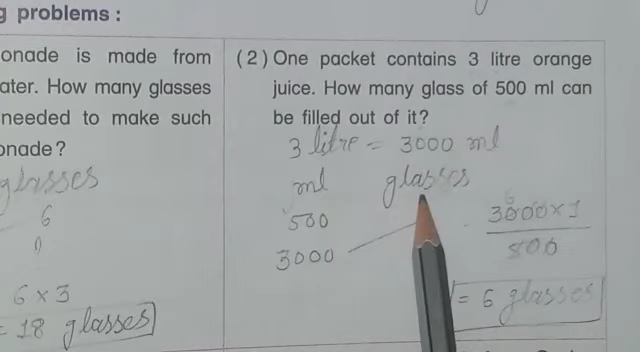 g problems :
onade is made from
ater. How many glasses
needed to make such
onade?
glasses
6
6 × 3
= 18 glasses
(2) One packet contains 3 litre orange
juice. How many glass of 500 ml can
be filled out of it?
3 litre = 3000 ml
ml glasses
500
3000
3000 × 1
500
= 6 glasses